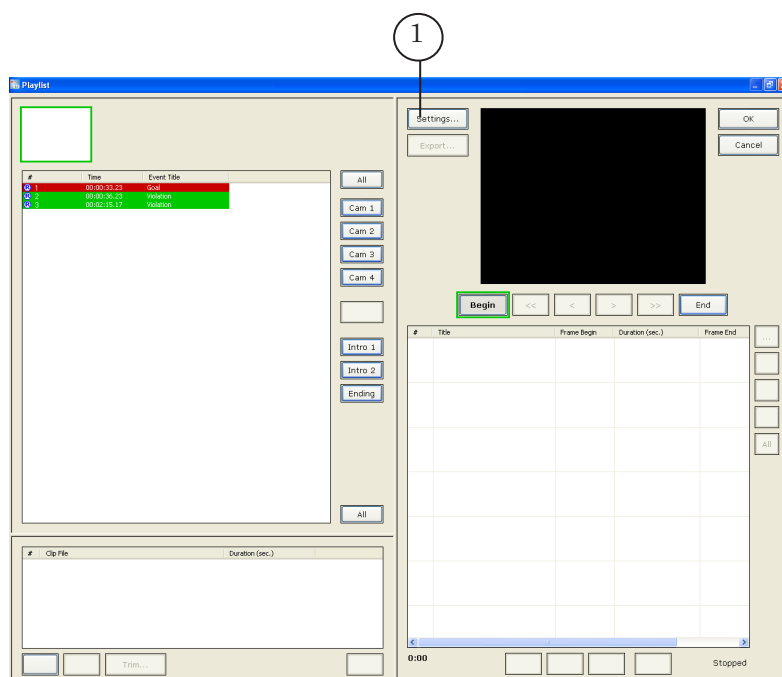 1
Playlist
Settings...
OK
Export...
Cancel
# Time Event Title
R 1 00:00:33.23 Goal
R 2 00:00:36.23 Violation
R 3 00:02:15.17 Violation
All
Cam 1
Cam 2
Cam 3
Cam 4
Intro 1
Intro 2
Ending
All
Begin << < > >> End
# Title Frame Begin Duration (sec.) Frame End
...
All
# Clip File Duration (sec.)
Trim...
0:00
Stopped